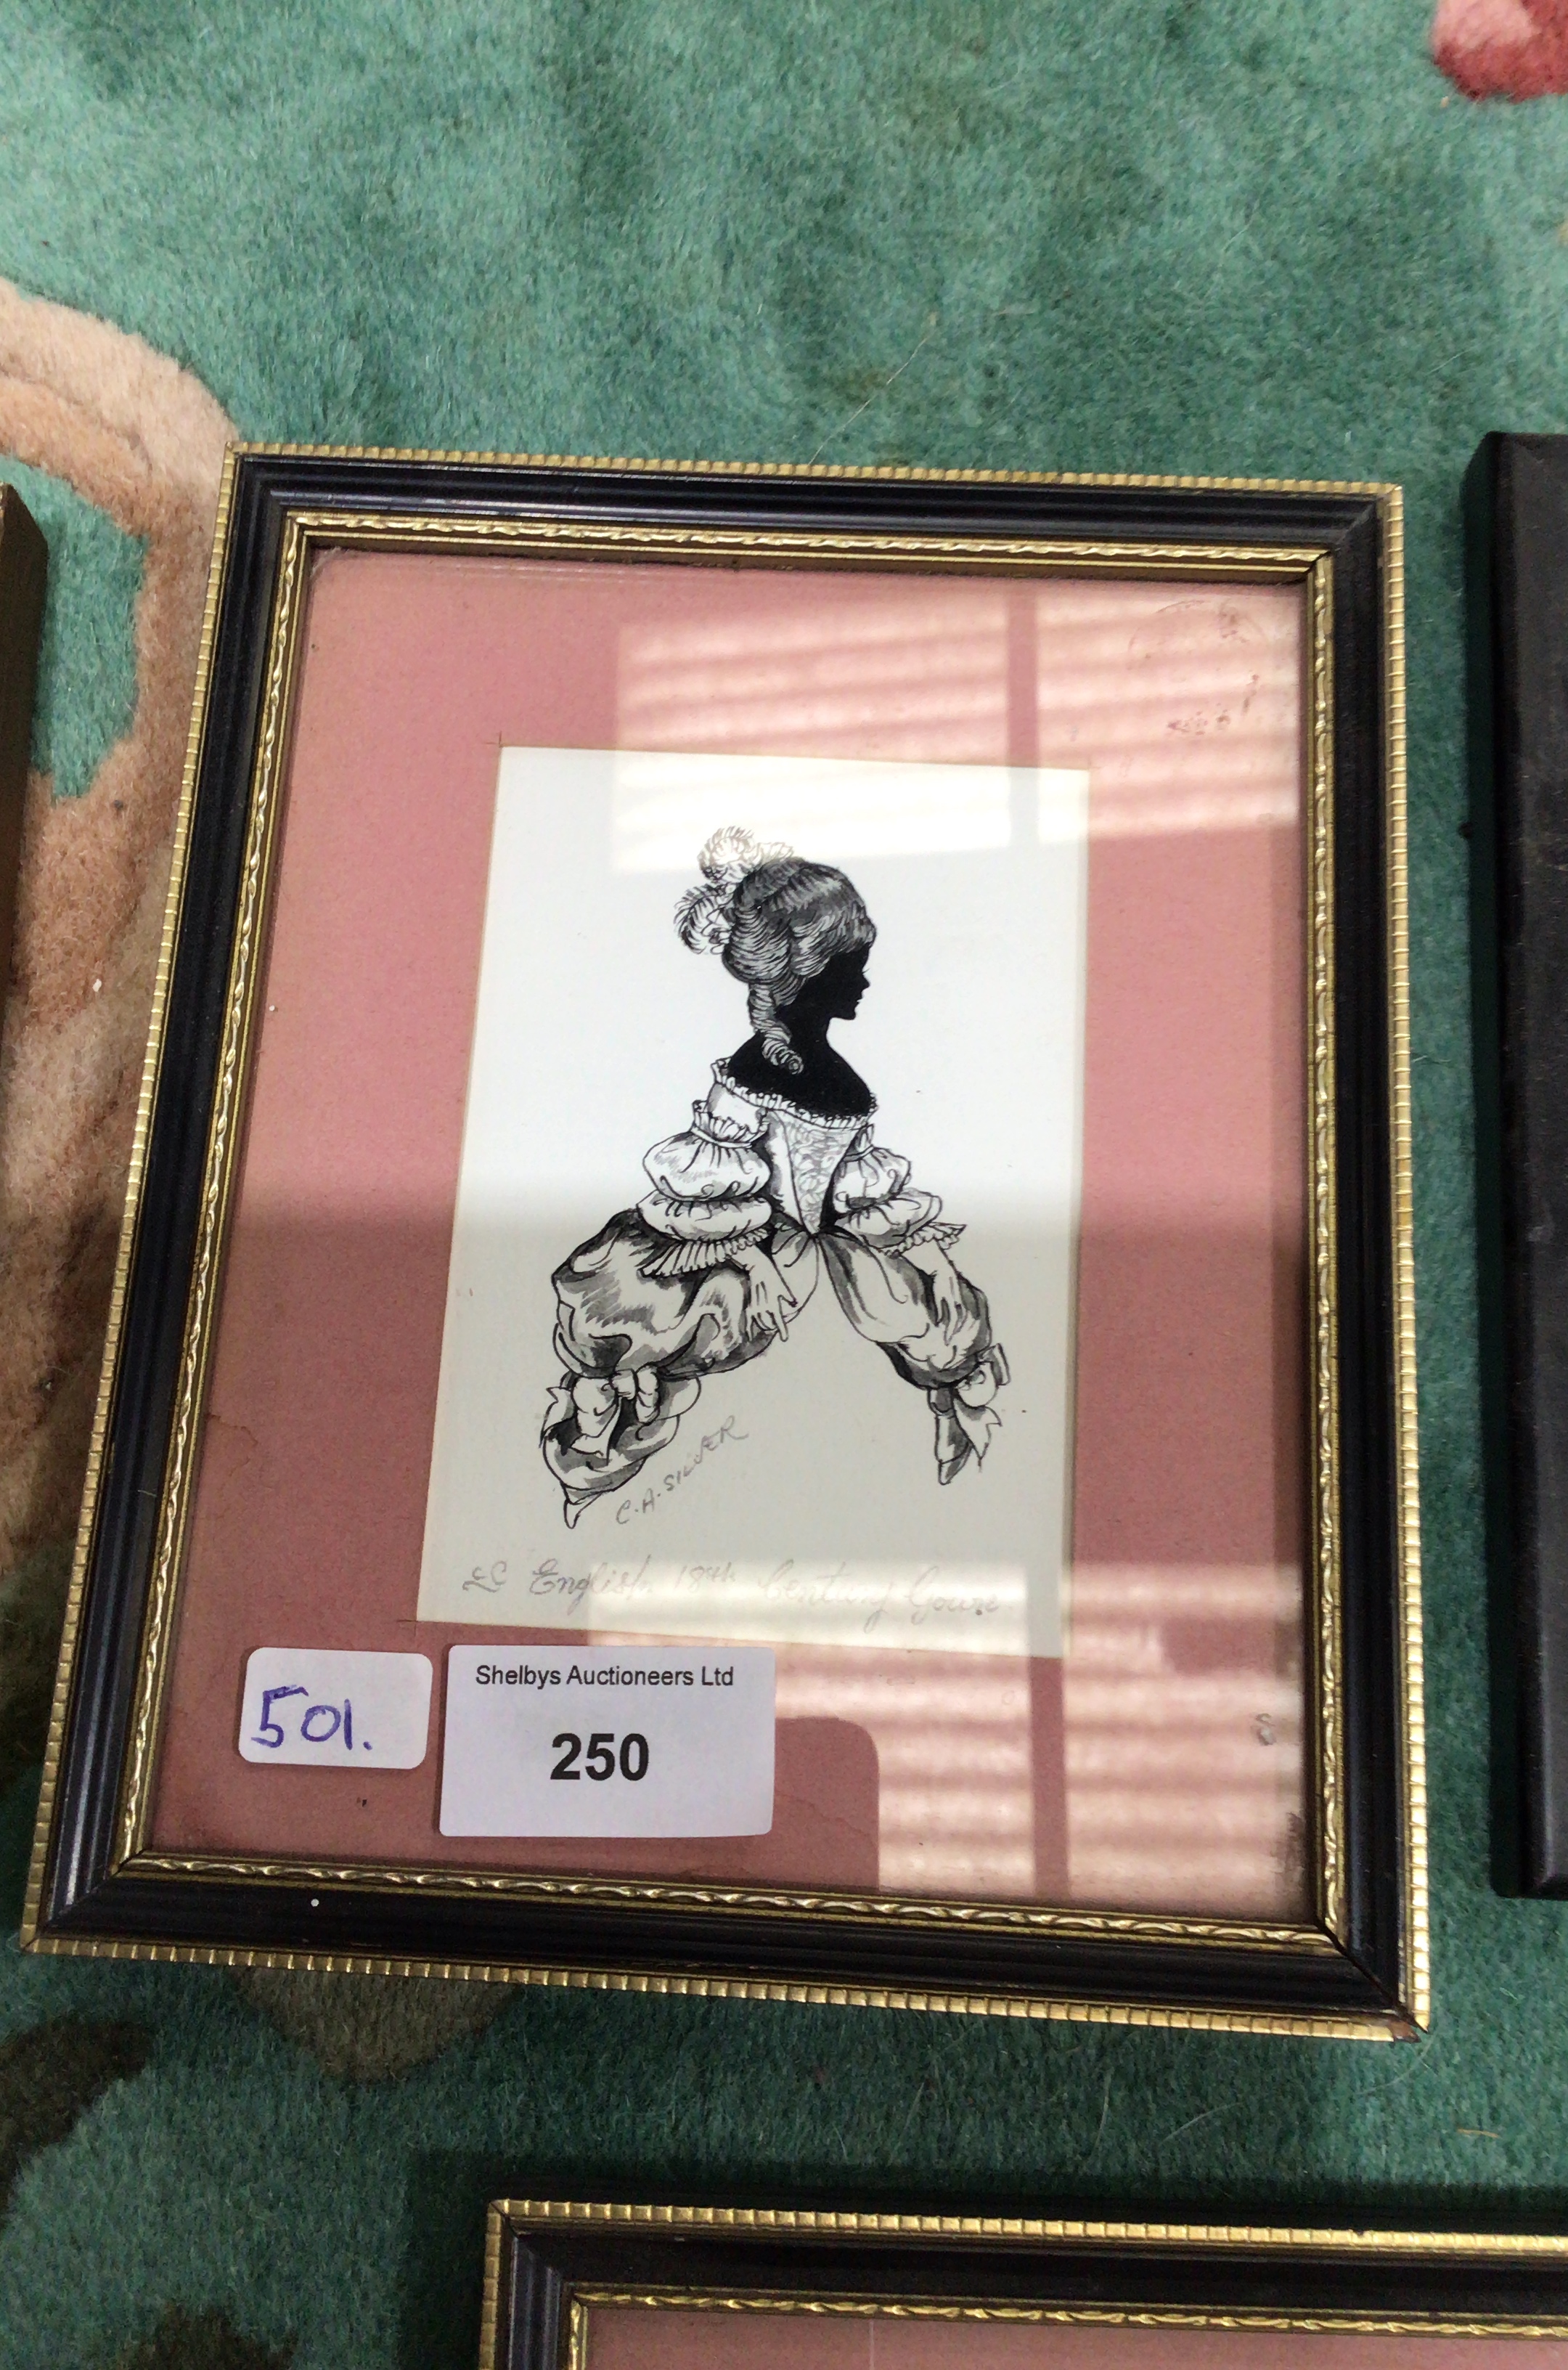 C.A. SILVER
English 18th Century Gown
501.
Shelbys Auctioneers Ltd
250